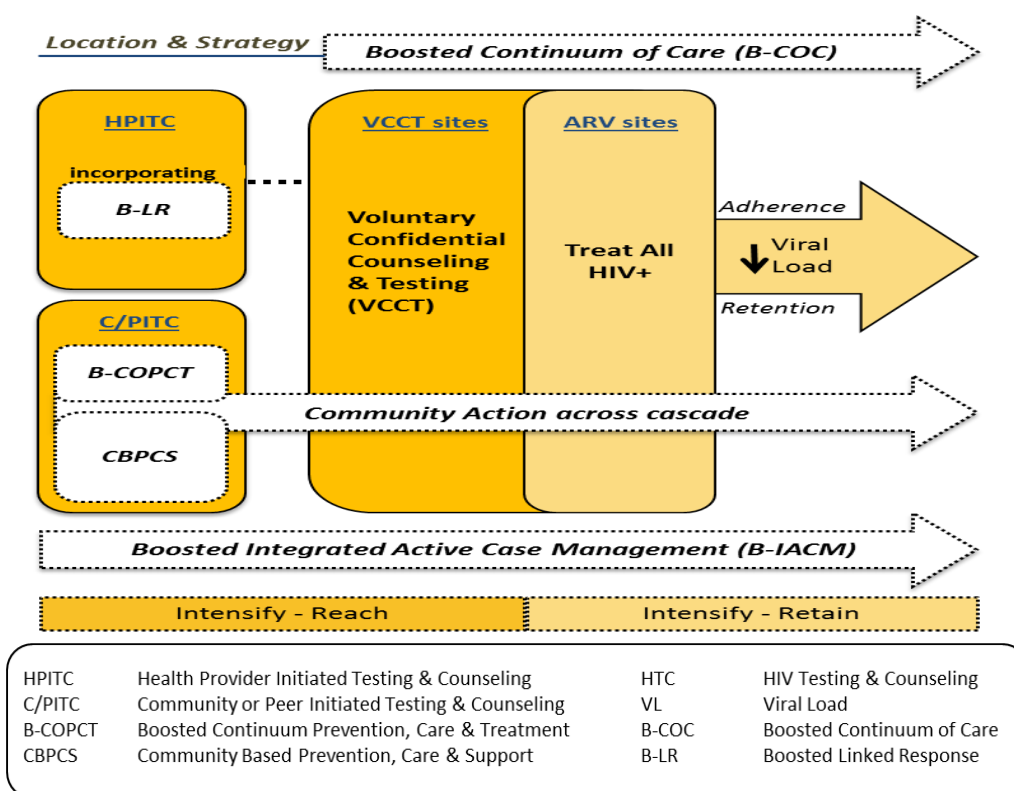 Location & Strategy
Boosted Continuum of Care (B-COC)
HPITC
incorporating
B-LR
VCCT sites
Voluntary
Confidential
Counseling
& Testing
(VCCT)
ARV sites
Treat All
HIV+
Adherence
Viral
Load
Retention
C/PITC
B-COPCT
CBPCS
Community Action across cascade
Boosted Integrated Active Case Management (B-IACM)
Intensify - Reach
Intensify - Retain
HPITC Health Provider Initiated Testing & Counseling
C/PITC Community or Peer Initiated Testing & Counseling
B-COPCT Boosted Continuum Prevention, Care & Treatment
CBPCS Community Based Prevention, Care & Support
HTC HIV Testing & Counseling
VL Viral Load
B-COC Boosted Continuum of Care
B-LR Boosted Linked Response